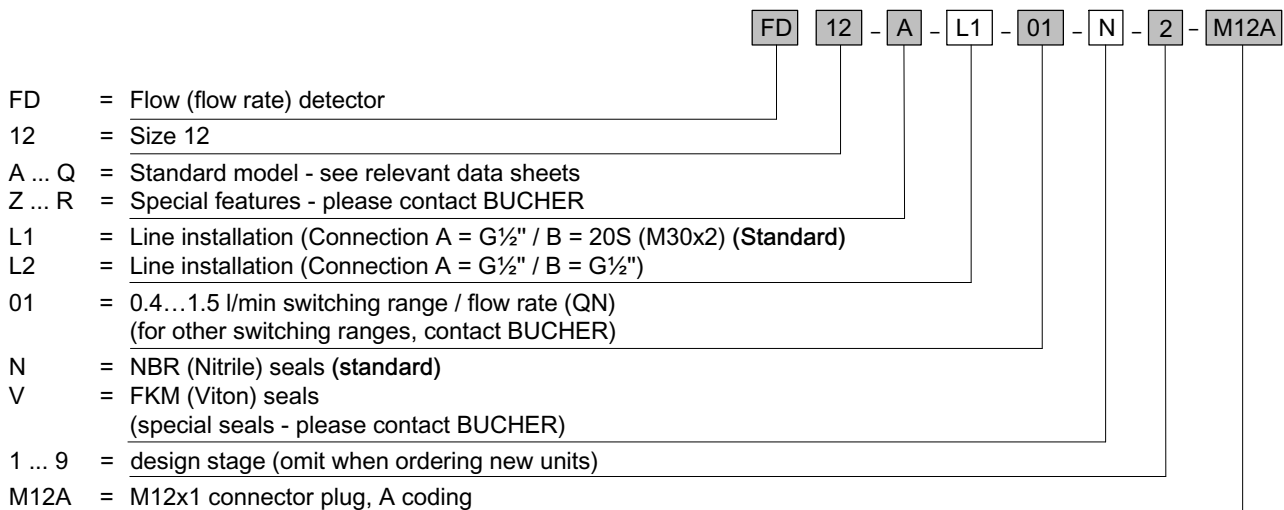 FD 12 - A - L1 - 01 - N - 2 - M12A
FD = Flow (flow rate) detector
12 = Size 12
A ... Q = Standard model - see relevant data sheets
Z ... R = Special features - please contact BUCHER
L1 = Line installation (Connection A = G½" / B = 20S (M30x2) (Standard)
L2 = Line installation (Connection A = G½" / B = G½")
01 = 0.4…1.5 l/min switching range / flow rate (QN)
(for other switching ranges, contact BUCHER)
N = NBR (Nitrile) seals (standard)
V = FKM (Viton) seals
(special seals - please contact BUCHER)
1 ... 9 = design stage (omit when ordering new units)
M12A = M12x1 connector plug, A coding